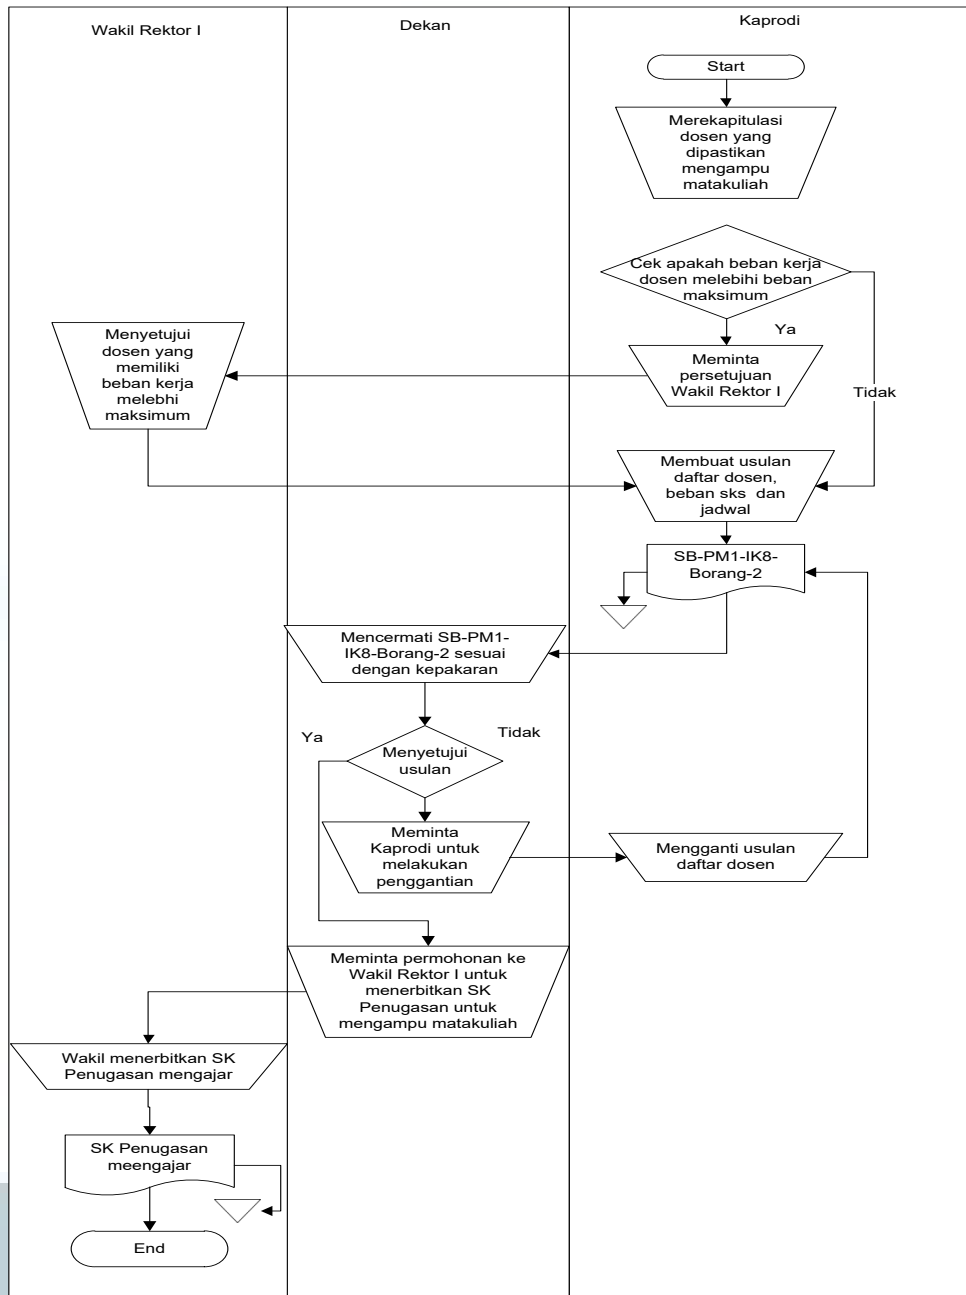 Wakil Rektor I
Dekan
Kaprodi
Start
Merekapitulasi
dosen yang
dipastikan
mengampu
matakuliah
Cek apakah beban kerja
dosen melebihi beban
maksimum
Ya
Tidak
Meminta
persetujuan
Wakil Rektor I
Menyetujui
dosen yang
memiliki
beban kerja
melebhi
maksimum
Membuat usulan
daftar dosen,
beban sks dan
jadwal
SB-PM1-IK8-
Borang-2
Mencermati SB-PM1-
IK8-Borang-2 sesuai
dengan kepakaran
Ya
Tidak
Menyetujui
usulan
Meminta
Kaprodi untuk
melakukan
penggantian
Mengganti usulan
daftar dosen
Meminta permohonan ke
Wakil Rektor I untuk
menerbitkan SK
Penugasan untuk
mengampu matakuliah
Wakil menerbitkan SK
Penugasan mengajar
SK Penugasan
meengajar
End